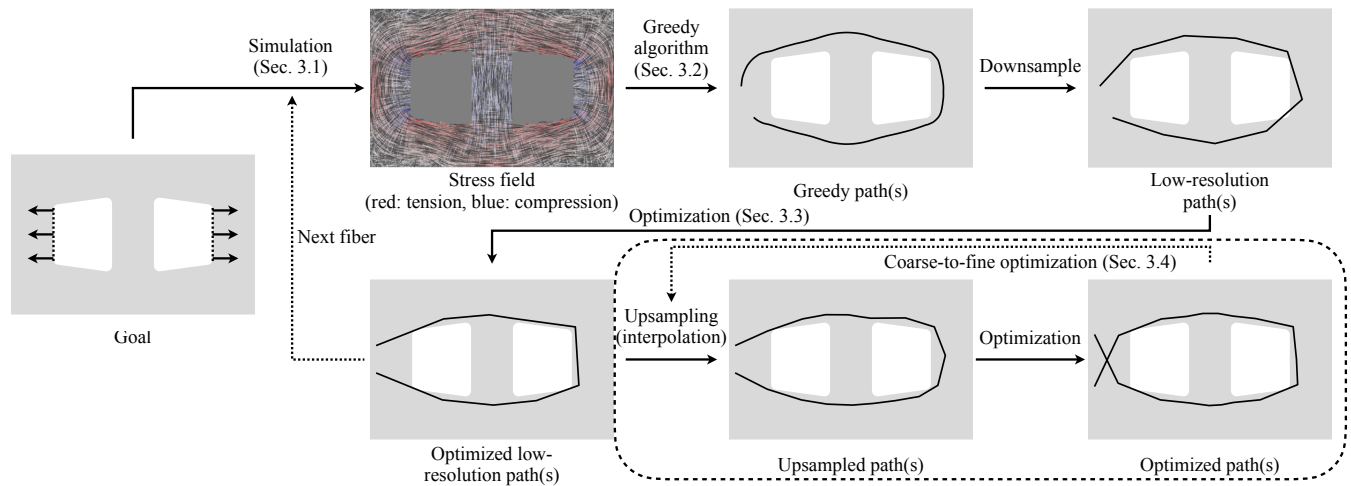 Simulation
(Sec. 3.1)
Greedy
algorithm
(Sec. 3.2)
Downsample
Stress field
(red: tension, blue: compression)
Greedy path(s)
Low-resolution
path(s)
Optimization (Sec. 3.3)
Next fiber
Coarse-to-fine optimization (Sec. 3.4)
Goal
Upsampling
(interpolation)
Optimization
Optimized low-
resolution path(s)
Upsampled path(s)
Optimized path(s)